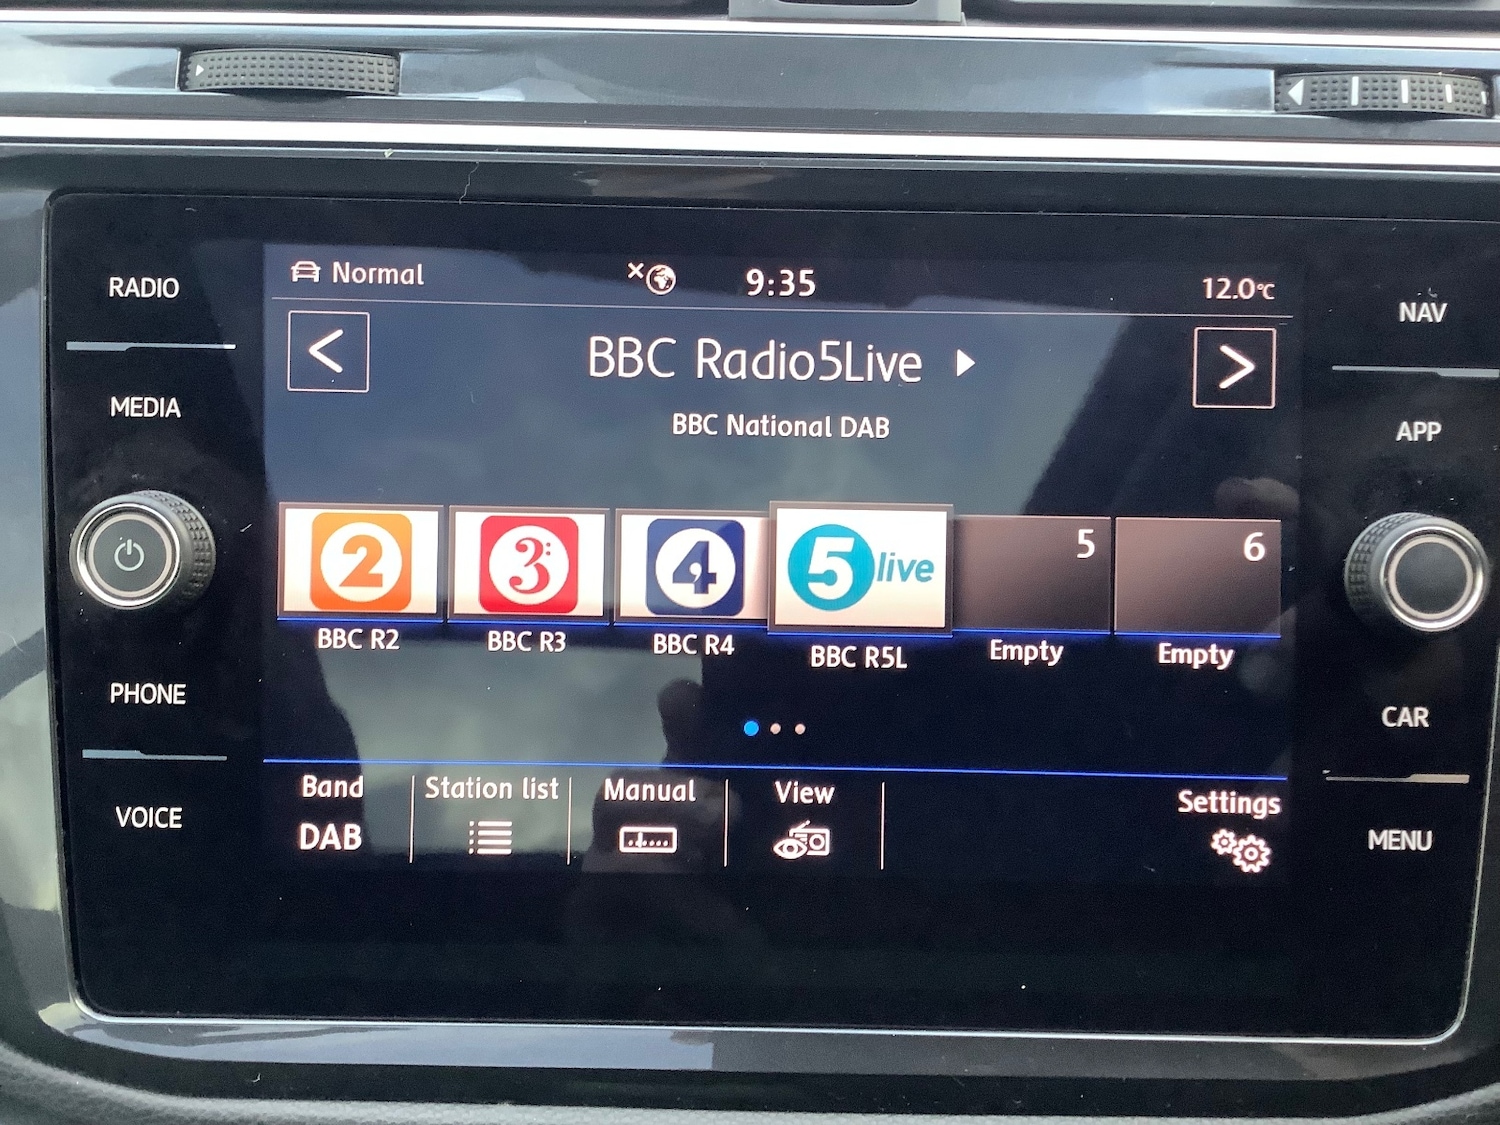 RADIO
MEDIA
PHONE
VOICE
Normal
9:35
12.0°C
BBC Radio5Live
BBC National DAB
2
3
4
5 live
5
6
BBC R2
BBC R3
BBC R4
BBC R5L
Empty
Empty
Band
DAB
Station list
Manual
View
Settings
NAV
APP
CAR
MENU